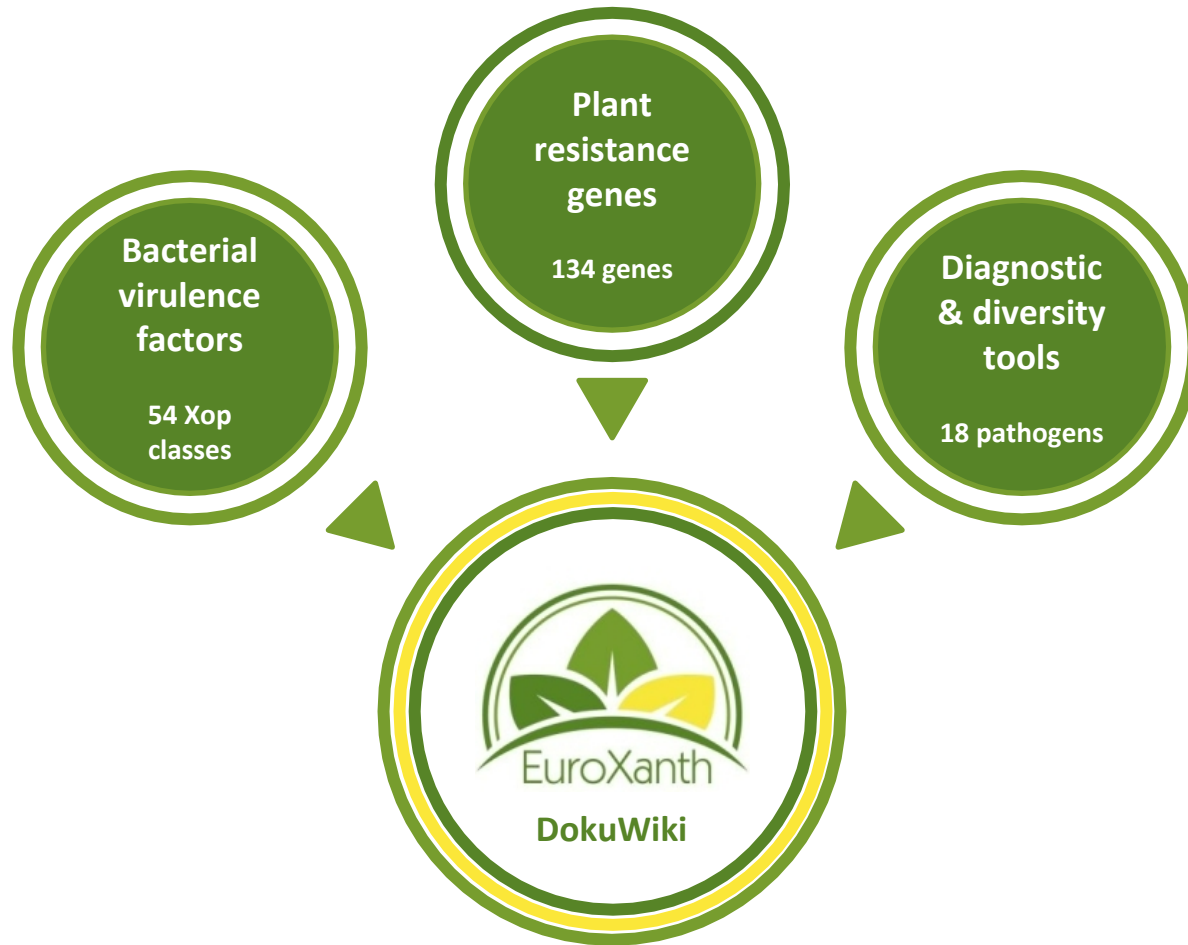 Bacterial
virulence
factors
54 Xop
classes
Plant
resistance
genes
134 genes
Diagnostic
& diversity
tools
18 pathogens
EuroXanth
DokuWiki